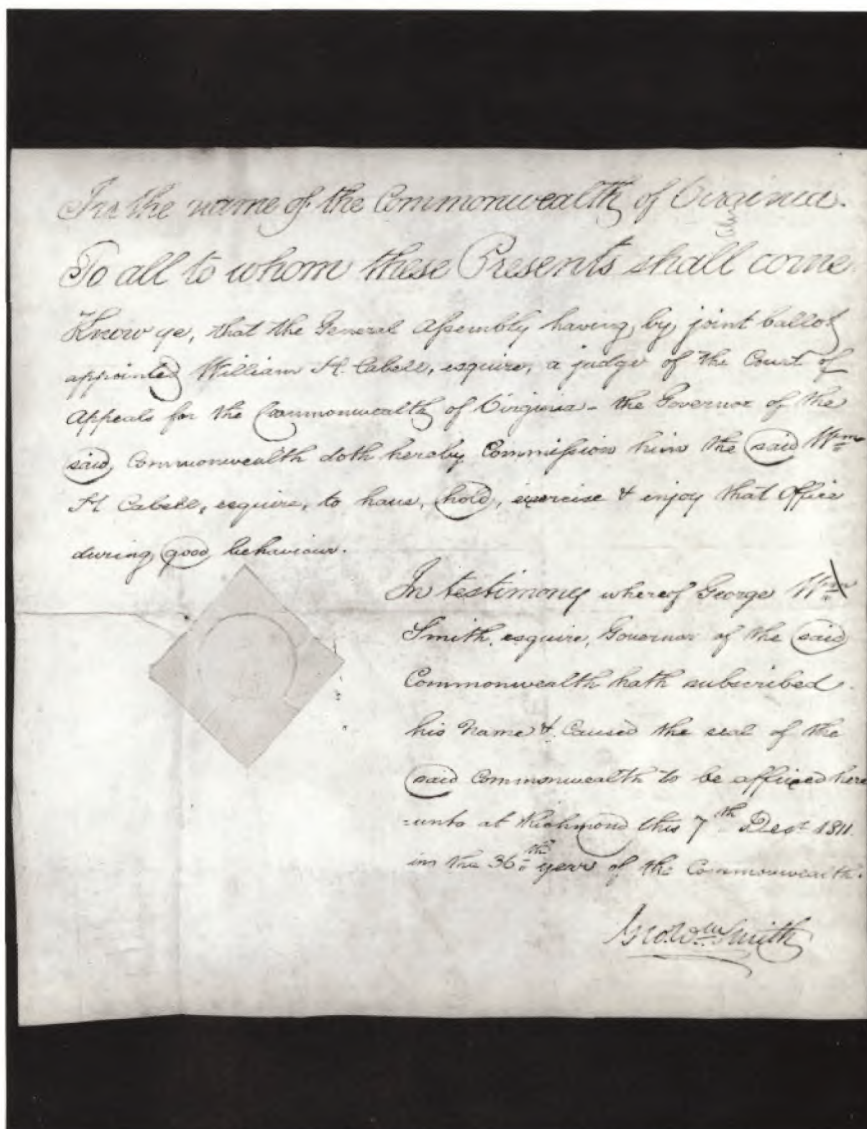 In the name of the Commonwealth of Virginia.
To all to whom these Presents shall come
Know ye, that the General Assembly having, by joint ballot
appointed William H. Cabell, esquire, a judge of the Court of
Appeals for the Commonwealth of Virginia - the Governor of the
said, Commonwealth doth hereby Commission him the said Wm
H Cabell, esquire, to have, hold, exercise & enjoy that Office
during good behaviour.
In testimony whereof George Wm
Smith, esquire, Governor of the said
Commonwealth hath subscribed
his Name & Caused the seal of the
said Commonwealth to be affixed here
=unto at Richmond this 7th Decr 1811.
in the 36th year of the Commonwealth.
Geo. Wm Smith